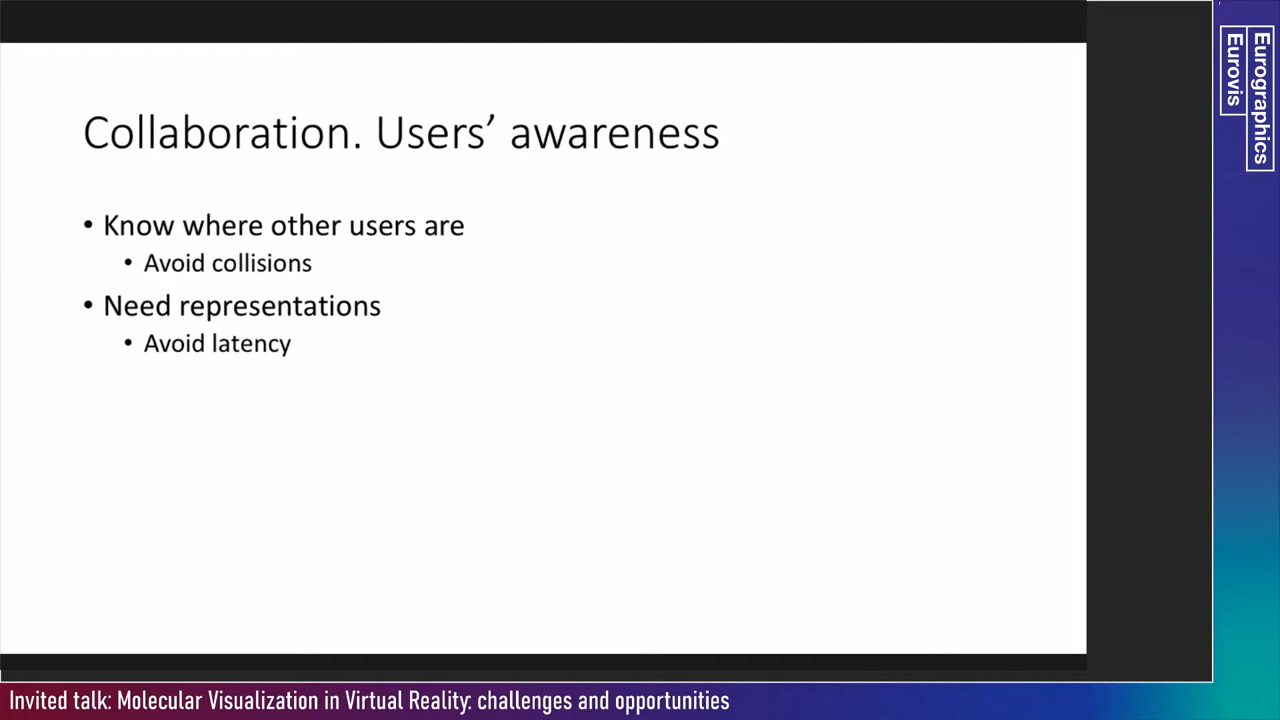 Collaboration. Users’ awareness
• Know where other users are
• Avoid collisions
• Need representations
• Avoid latency
Eurographics
Eurovis
Invited talk: Molecular Visualization in Virtual Reality: challenges and opportunities